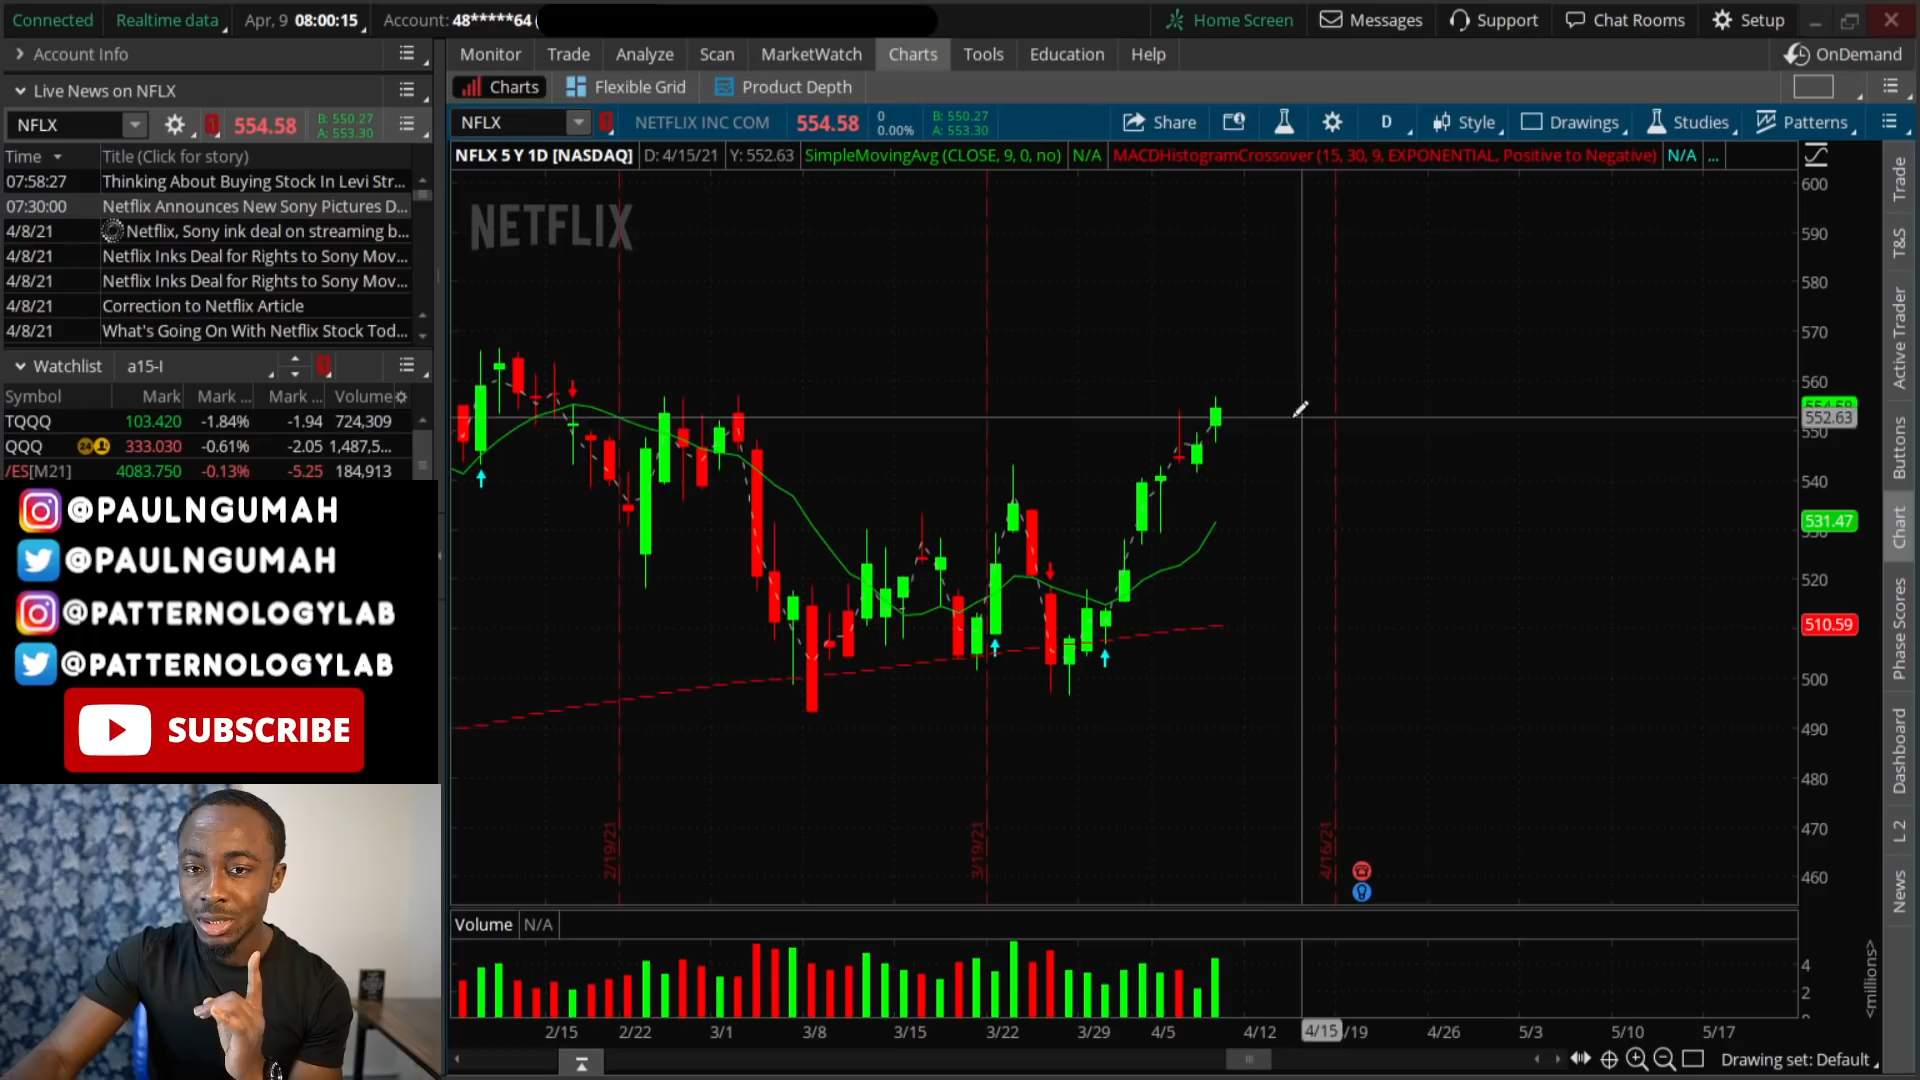 Connected Realtime data Apr, 9 08:00:15 Account: 48*****64 ( Home Screen Messages Support Chat Rooms Setup
Account Info
Monitor Trade Analyze Scan MarketWatch Charts Tools Education Help OnDemand
Live News on NFLX
Charts Flexible Grid Product Depth
NFLX 554.58 B: 550.27 A: 553.30
NFLX NETFLIX INC COM 554.58 0 0.00% B: 550.27 A: 553.30 Share D Style Drawings Studies Patterns
Time Title (Click for story)
NFLX 5 Y 1D [NASDAQ] D: 4/15/21 Y: 552.63 SimpleMovingAvg (CLOSE, 9, 0, no) N/A MACDHistogramCrossover (15, 30, 9, EXPONENTIAL, Positive to Negative) N/A ...
07:58:27 Thinking About Buying Stock In Levi Str...
07:30:00 Netflix Announces New Sony Pictures D...
4/8/21 Netflix, Sony ink deal on streaming b...
4/8/21 Netflix Inks Deal for Rights to Sony Mov...
4/8/21 Netflix Inks Deal for Rights to Sony Mov...
4/8/21 Correction to Netflix Article
4/8/21 What's Going On With Netflix Stock Tod...
Watchlist a15-I
Symbol Mark Mark ... Mark ... Volume
TQQQ 103.420 -1.84% -1.94 724,309
QQQ 333.030 -0.61% -2.05 1,487,5...
/ES[M21] 4083.750 -0.13% -5.25 184,913
@PAULNGUMAH
@PAULNGUMAH
@PATTERNOLOGYLAB
@PATTERNOLOGYLAB
SUBSCRIBE
NETFLIX
600
590
580
570
560
552.63
550
540
531.47
520
510.59
500
490
480
470
460
2/19/21
3/19/21
4/16/21
Volume N/A
4
2
<millions>
2/15 2/22 3/1 3/8 3/15 3/22 3/29 4/5 4/12 4/15 /19 4/26 5/3 5/10 5/17
Drawing set: Default
Trade
T&S
Active Trader
Buttons
Chart
Phase Scores
Dashboard
L 2
News